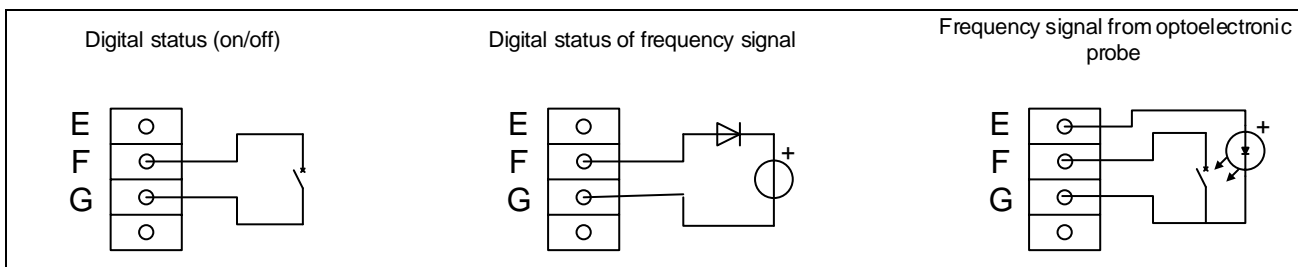 Digital status (on/off)
Digital status of frequency signal
Frequency signal from optoelectronic
probe
E
F
G
+
E
F
G
+
E
F
G